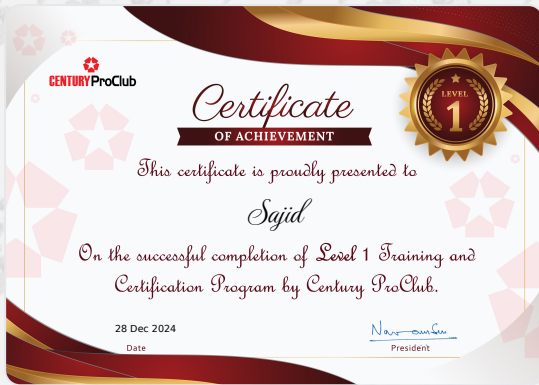 CENTURY ProClub
Certificate
OF ACHIEVEMENT
LEVEL
1
This certificate is proudly presented to
Sajid
On the successful completion of Level 1 Training and
Certification Program by Century ProClub.
28 Dec 2024
Date
President